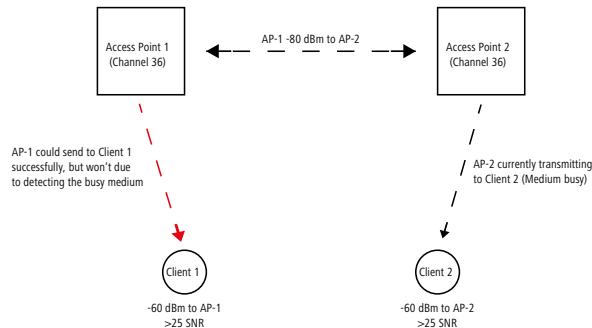 Access Point 1
(Channel 36)
AP-1 -80 dBm to AP-2
Access Point 2
(Channel 36)
AP-1 could send to Client 1
successfully, but won't due
to detecting the busy medium
AP-2 currently transmitting
to Client 2 (Medium busy)
Client 1
-60 dBm to AP-1
>25 SNR
Client 2
-60 dBm to AP-2
>25 SNR